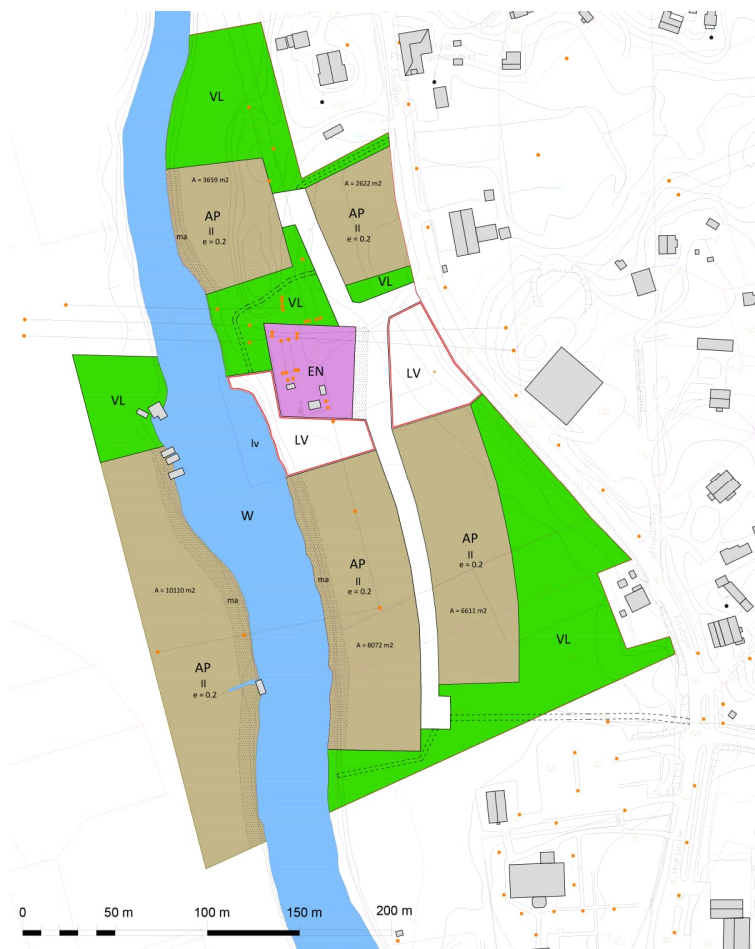 VL
A = 3659 m2
AP
II
e = 0.2
ma
A = 2622 m2
AP
II
e = 0.2
VL
VL
EN
LV
VL
LV
lv
W
AP
II
e = 0.2
A = 10110 m2
ma
ma
AP
II
e = 0.2
A = 6611 m2
A = 8072 m2
VL
AP
II
e = 0.2
0 50 m 100 m 150 m 200 m